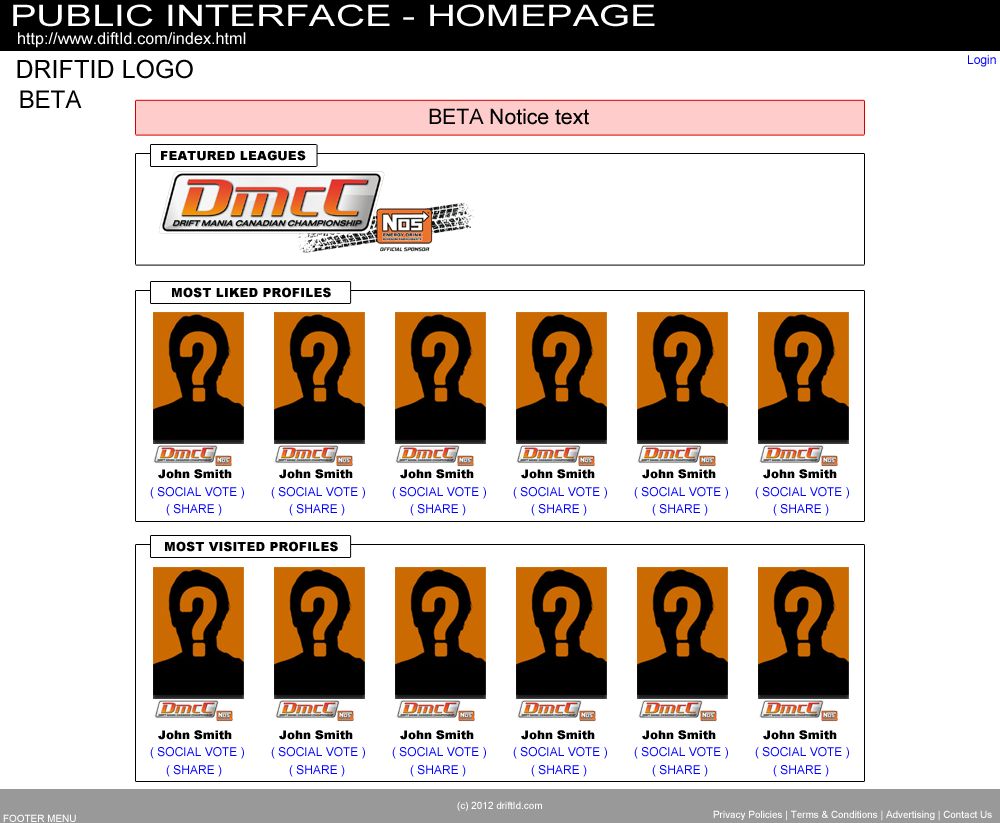 PUBLIC INTERFACE - HOMEPAGE
http://www.diftId.com/index.html
Login
DRIFTID LOGO
BETA
BETA Notice text
FEATURED LEAGUES
DmcC
DRIFT MANIA CANADIAN CHAMPIONSHIP
NOS
ENERGY DRINK
OFFICIAL SPONSOR
MOST LIKED PROFILES
DmcC NOS DmcC NOS DmcC NOS DmcC NOS DmcC NOS DmcC NOS
John Smith John Smith John Smith John Smith John Smith John Smith
( SOCIAL VOTE ) ( SOCIAL VOTE ) ( SOCIAL VOTE ) ( SOCIAL VOTE ) ( SOCIAL VOTE ) ( SOCIAL VOTE )
( SHARE ) ( SHARE ) ( SHARE ) ( SHARE ) ( SHARE ) ( SHARE )
MOST VISITED PROFILES
DmcC NOS DmcC NOS DmcC NOS DmcC NOS DmcC NOS DmcC NOS
John Smith John Smith John Smith John Smith John Smith John Smith
( SOCIAL VOTE ) ( SOCIAL VOTE ) ( SOCIAL VOTE ) ( SOCIAL VOTE ) ( SOCIAL VOTE ) ( SOCIAL VOTE )
( SHARE ) ( SHARE ) ( SHARE ) ( SHARE ) ( SHARE ) ( SHARE )
(c) 2012 driftId.com
Privacy Policies | Terms & Conditions | Advertising | Contact Us
FOOTER MENU